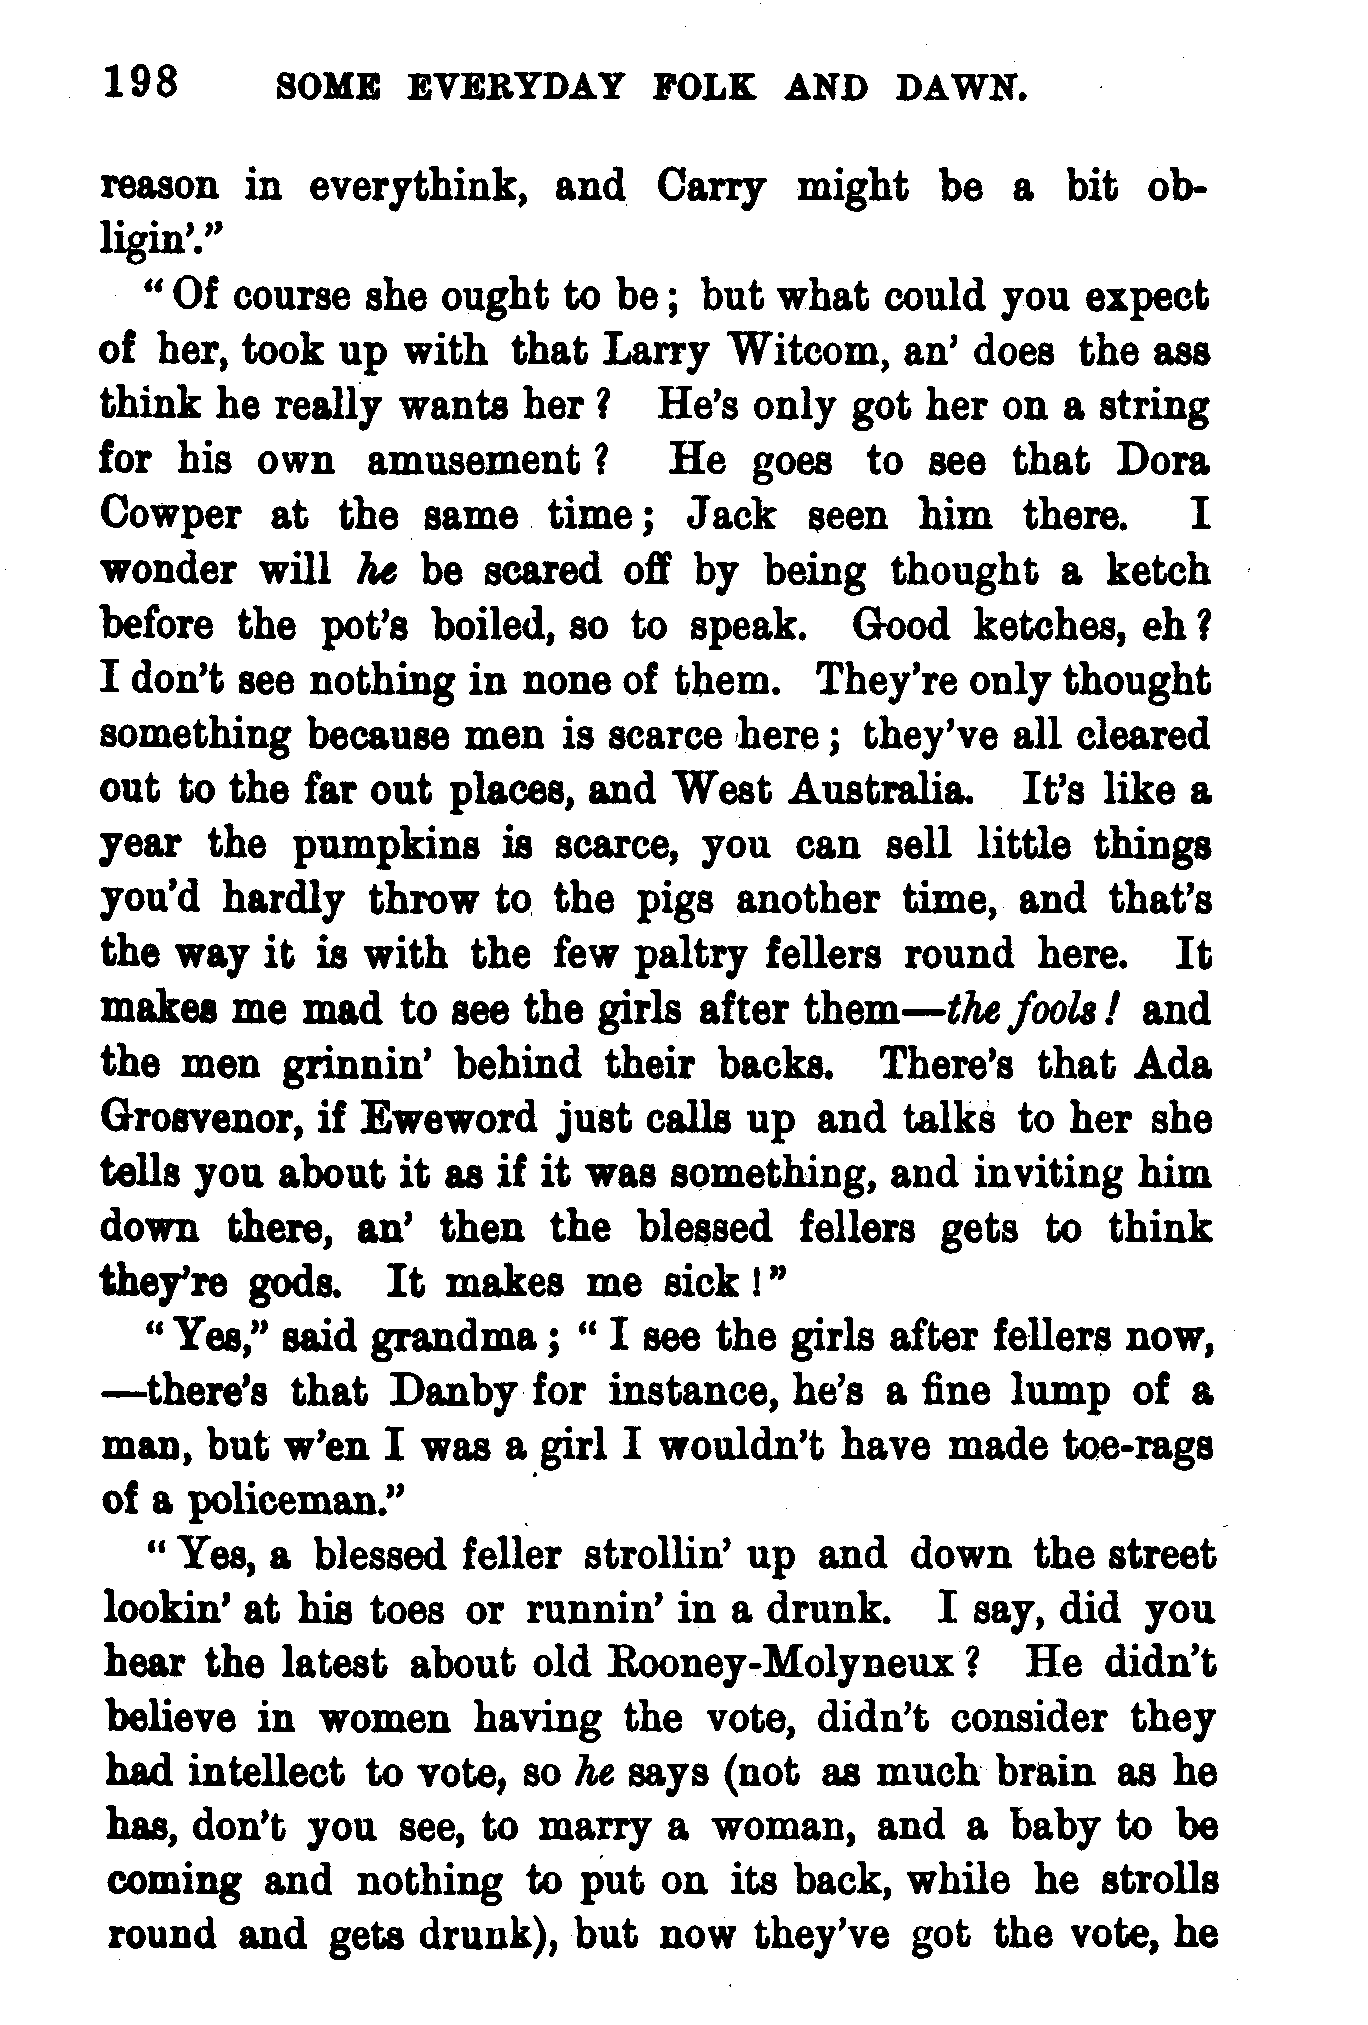 198 SOME EVERYDAY FOLK AND DAWN.
reason in everythink, and Carry might be a bit ob-
ligin'."
"Of course she ought to be; but what could you expect
of her, took up with that Larry Witcom, an' does the ass
think he really wants her? He's only got her on a string
for his own amusement? He goes to see that Dora
Cowper at the same time; Jack seen him there. I
wonder will he be scared off by being thought a ketch
before the pot's boiled, so to speak. Good ketches, eh?
I don't see nothing in none of them. They're only thought
something because men is scarce here; they've all cleared
out to the far out places, and West Australia. It's like a
year the pumpkins is scarce, you can sell little things
you'd hardly throw to the pigs another time, and that's
the way it is with the few paltry fellers round here. It
makes me mad to see the girls after them—the fools! and
the men grinnin' behind their backs. There's that Ada
Grosvenor, if Eweword just calls up and talks to her she
tells you about it as if it was something, and inviting him
down there, an' then the blessed fellers gets to think
they're gods. It makes me sick!"
"Yes," said grandma; "I see the girls after fellers now,
—there's that Danby for instance, he's a fine lump of a
man, but w'en I was a girl I wouldn't have made toe-rags
of a policeman."
"Yes, a blessed feller strollin' up and down the street
lookin' at his toes or runnin' in a drunk. I say, did you
hear the latest about old Rooney-Molyneux? He didn't
believe in women having the vote, didn't consider they
had intellect to vote, so he says (not as much brain as he
has, don't you see, to marry a woman, and a baby to be
coming and nothing to put on its back, while he strolls
round and gets drunk), but now they've got the vote, he